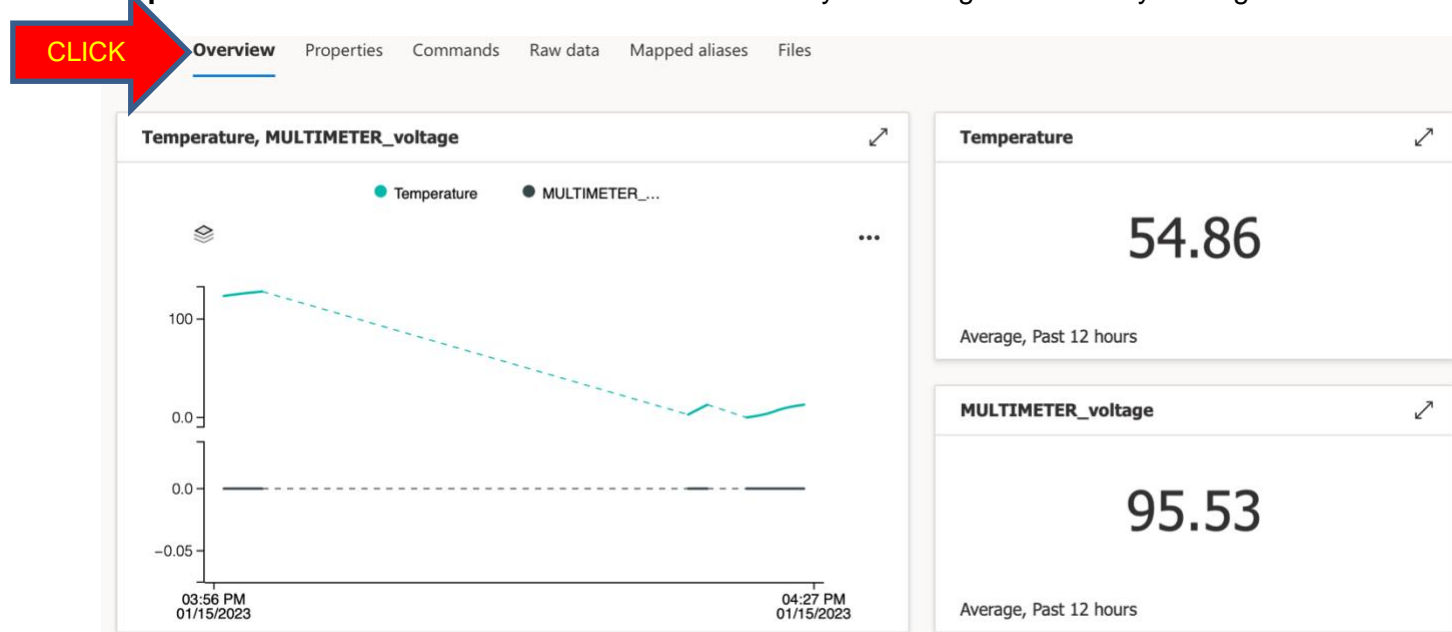 CLICK
Overview Properties Commands Raw data Mapped aliases Files
Temperature, MULTIMETER_voltage
Temperature
MULTIMETER_...
100
0.0
0.0
−0.05
03:56 PM
01/15/2023
04:27 PM
01/15/2023
Temperature
54.86
Average, Past 12 hours
MULTIMETER_voltage
95.53
Average, Past 12 hours